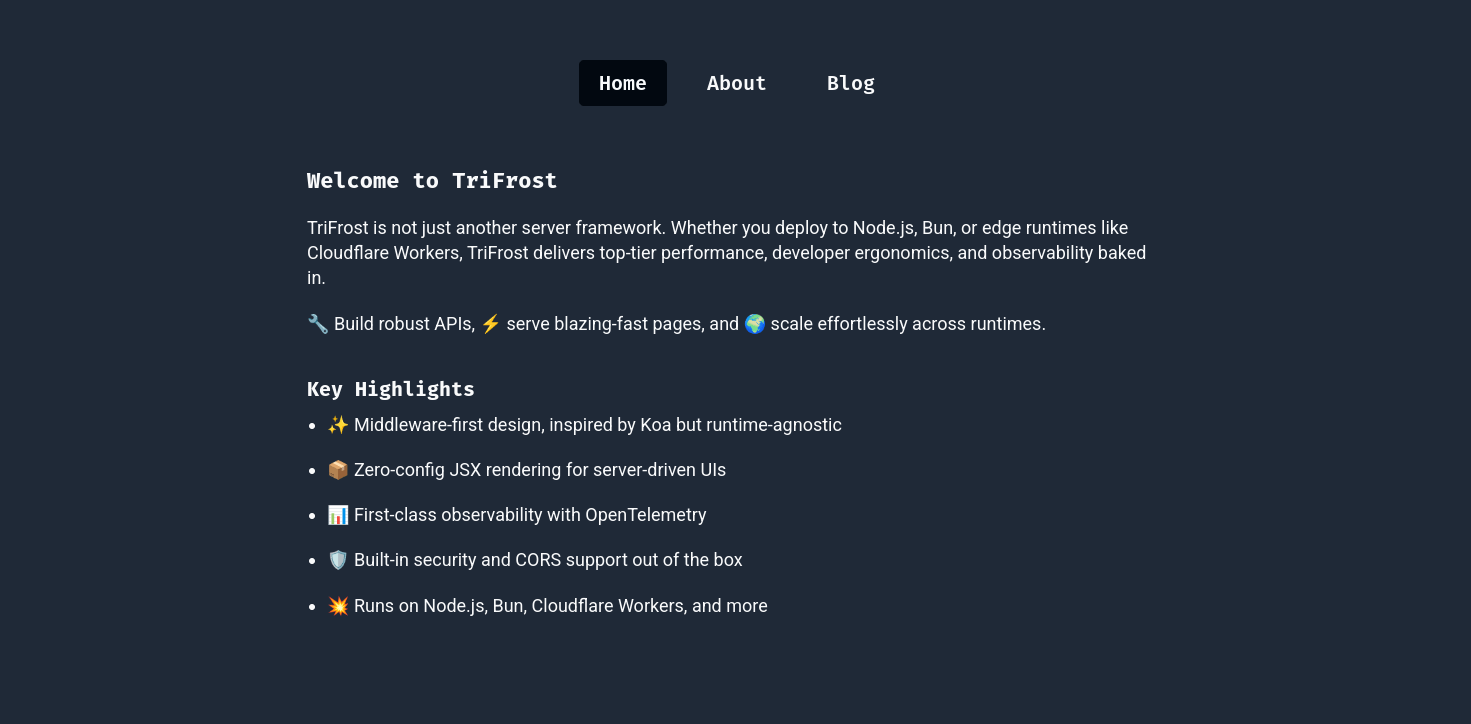 Home About Blog
Welcome to TriFrost
TriFrost is not just another server framework. Whether you deploy to Node.js, Bun, or edge runtimes like
Cloudflare Workers, TriFrost delivers top-tier performance, developer ergonomics, and observability baked
in.
🔧 Build robust APIs, ⚡ serve blazing-fast pages, and 🌍 scale effortlessly across runtimes.
Key Highlights
• ✨ Middleware-first design, inspired by Koa but runtime-agnostic
• 📦 Zero-config JSX rendering for server-driven UIs
• 📊 First-class observability with OpenTelemetry
• 🛡️ Built-in security and CORS support out of the box
• 💥 Runs on Node.js, Bun, Cloudflare Workers, and more